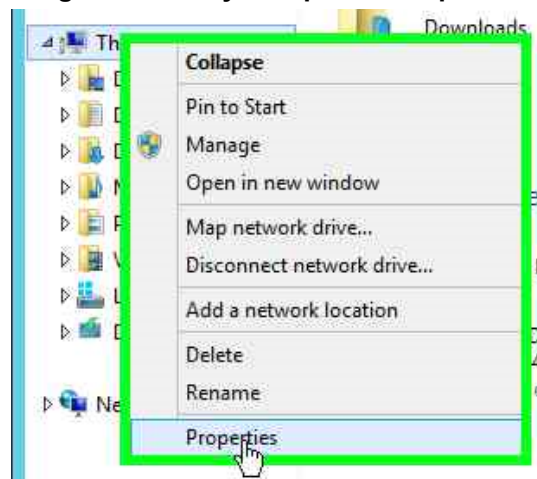 Downloads
Th
Collapse
Pin to Start
Manage
Open in new window
Map network drive...
Disconnect network drive...
Add a network location
Delete
Rename
Ne
Properties